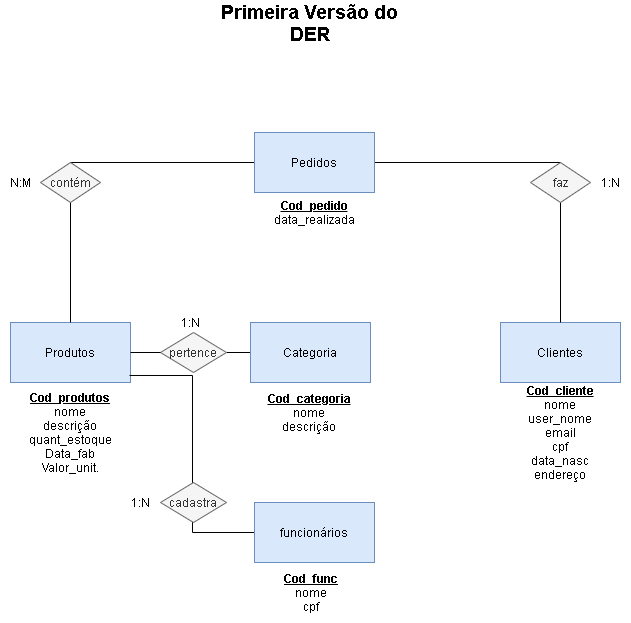 Primeira Versão do
DER
Pedidos
N:M
contém
faz
1:N
Cod_pedido
data_realizada
1:N
Produtos
pertence
Categoria
Clientes
Cod_produtos
nome
descrição
quant_estoque
Data_fab
Valor_unit.
Cod_categoria
nome
descrição
Cod_cliente
nome
user_nome
email
cpf
data_nasc
endereço
1:N
cadastra
funcionários
Cod_func
nome
cpf